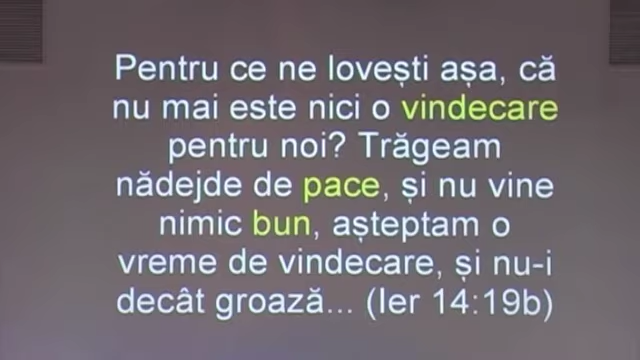 Pentru ce ne lovești așa, că
nu mai este nici o vindecare
pentru noi? Trăgeam
nădejde de pace, și nu vine
nimic bun, așteptam o
vreme de vindecare, și nu-i
decât groază... (Ier 14:19b)